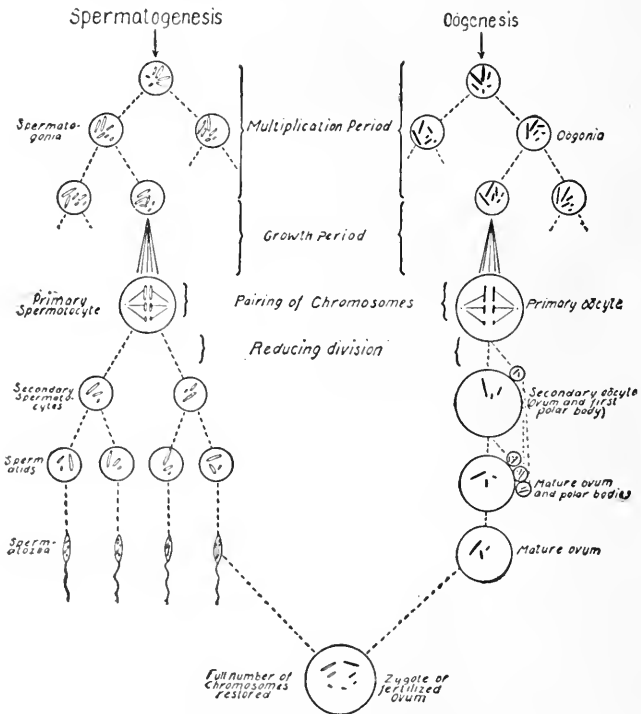 Spermatogenesis
Oögenesis
Spermato-
gonia
Multiplication Period
Oogonia
Growth Period
Primary
Spermatocyte
Pairing of Chromosomes
Primary oöcyte
Reducing division
Secondary
Spermato-
cytes
Secondary oöcyte
(Ovum and first
polar body)
Sperm
atids
Mature ovum
and polar bodies
Sperm-
atozoa
Mature ovum
Full number of
Chromosomes
restored
Zygote or
fertilized
Ovum